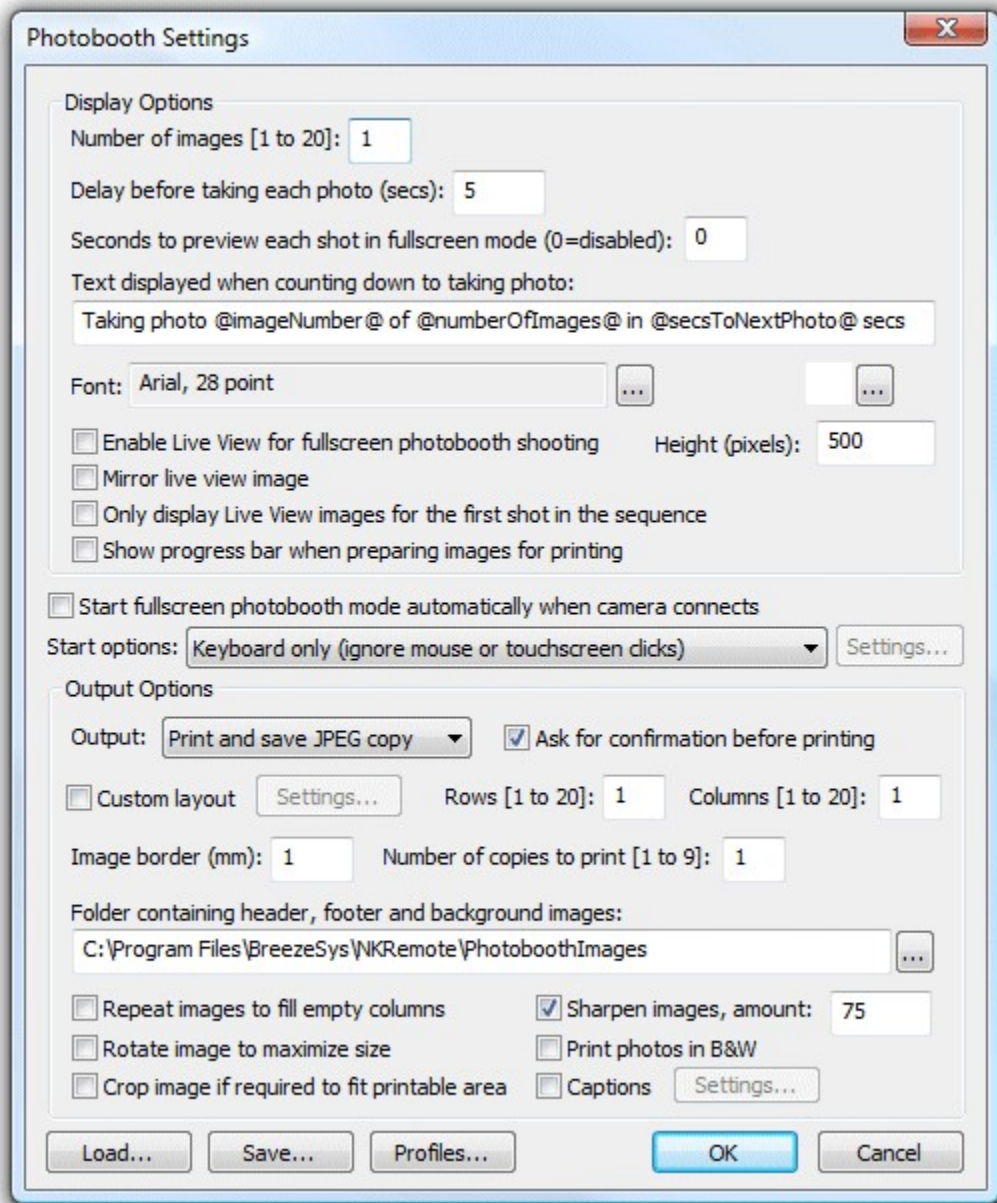 Photobooth Settings
Display Options
Number of images [1 to 20]: 1
Delay before taking each photo (secs): 5
Seconds to preview each shot in fullscreen mode (0=disabled): 0
Text displayed when counting down to taking photo:
Taking photo @imageNumber@ of @numberOfImages@ in @secsToNextPhoto@ secs
Font: Arial, 28 point ... ...
Enable Live View for fullscreen photobooth shooting Height (pixels): 500
Mirror live view image
Only display Live View images for the first shot in the sequence
Show progress bar when preparing images for printing
Start fullscreen photobooth mode automatically when camera connects
Start options: Keyboard only (ignore mouse or touchscreen clicks) Settings...
Output Options
Output: Print and save JPEG copy Ask for confirmation before printing
Custom layout Settings... Rows [1 to 20]: 1 Columns [1 to 20]: 1
Image border (mm): 1 Number of copies to print [1 to 9]: 1
Folder containing header, footer and background images:
C:\Program Files\BreezeSys\NKRemote\PhotoboothImages ...
Repeat images to fill empty columns Sharpen images, amount: 75
Rotate image to maximize size Print photos in B&W
Crop image if required to fit printable area Captions Settings...
Load... Save... Profiles... OK Cancel